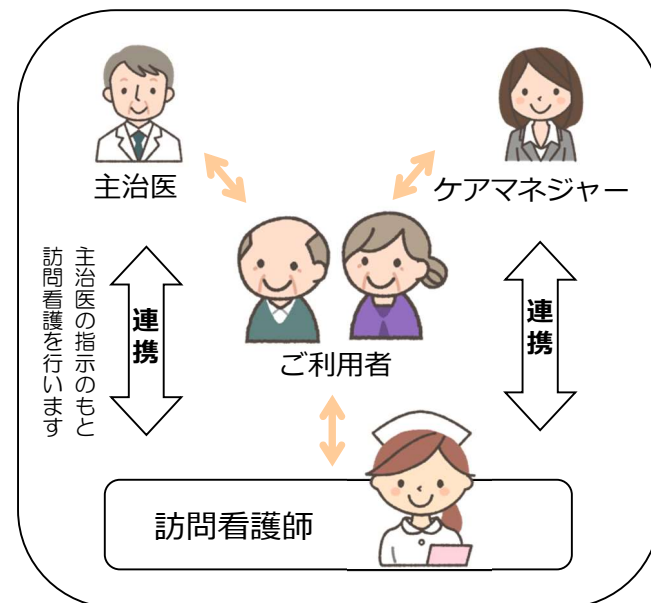 主治医
ケアマネジャー
主治医の指示のもと
訪問看護を行います
連携
連携
ご利用者
訪問看護師